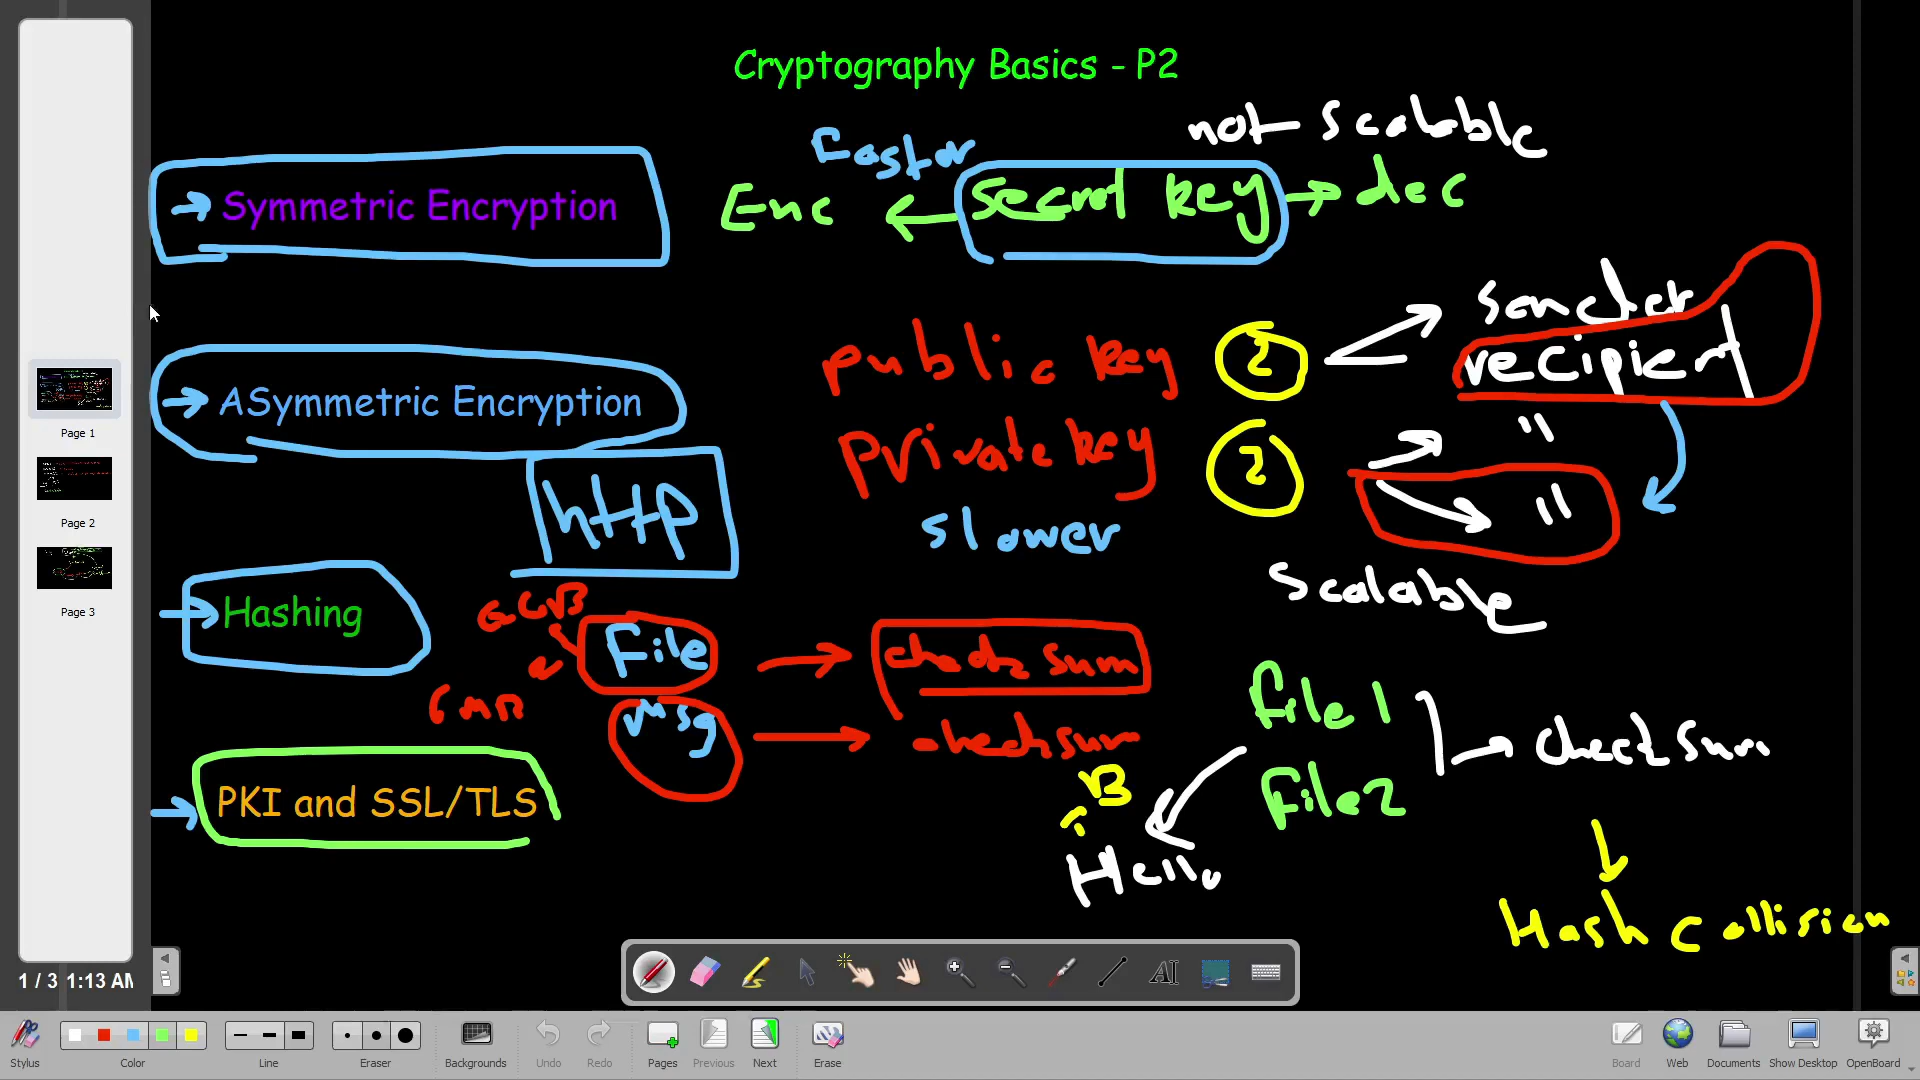 Cryptography Basics - P2
not scalable
Faster
Symmetric Encryption
Enc
secret key
dec
sender
public key
2
recipient
ASymmetric Encryption
private key
2
"
http
slower
"
scalable
Hashing
File
check sum
Msg
checksum
File 1
File 2
check sum
PKI and SSL/TLS
Hello
Hash Collision
Page 1
Page 2
Page 3
1 / 3 1:13 AM
Stylus
Color
Line
Eraser
Backgrounds
Undo
Redo
Pages
Previous
Next
Erase
Board
Web
Documents
Show Desktop
OpenBoard